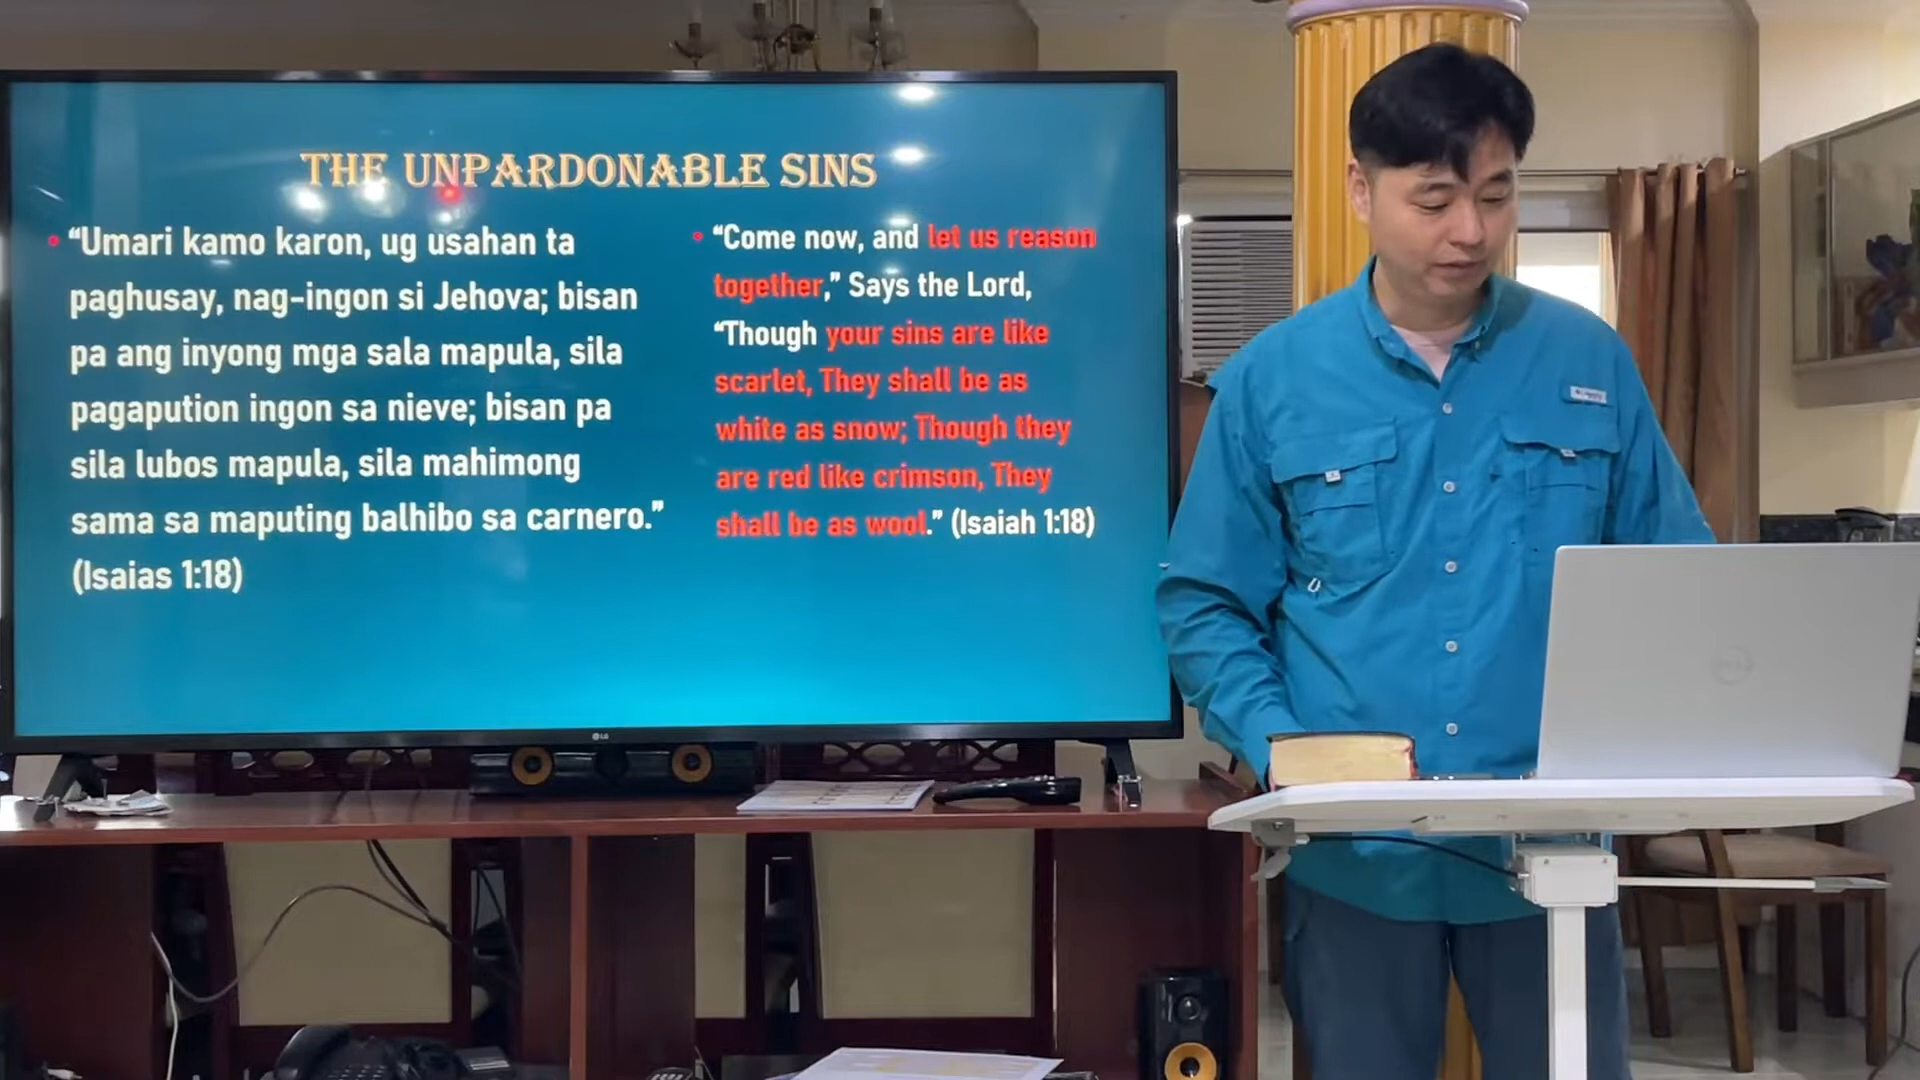 THE UNPARDONABLE SINS
• “Umari kamo karon, ug usahan ta
paghusay, nag-ingon si Jehova; bisan
pa ang inyong mga sala mapula, sila
pagapution ingon sa nieve; bisan pa
sila lubos mapula, sila mahimong
sama sa maputing balhibo sa carnero.”
(Isaias 1:18)
• “Come now, and let us reason
together,” Says the Lord,
“Though your sins are like
scarlet, They shall be as
white as snow; Though they
are red like crimson, They
shall be as wool.” (Isaiah 1:18)
LG
DELL